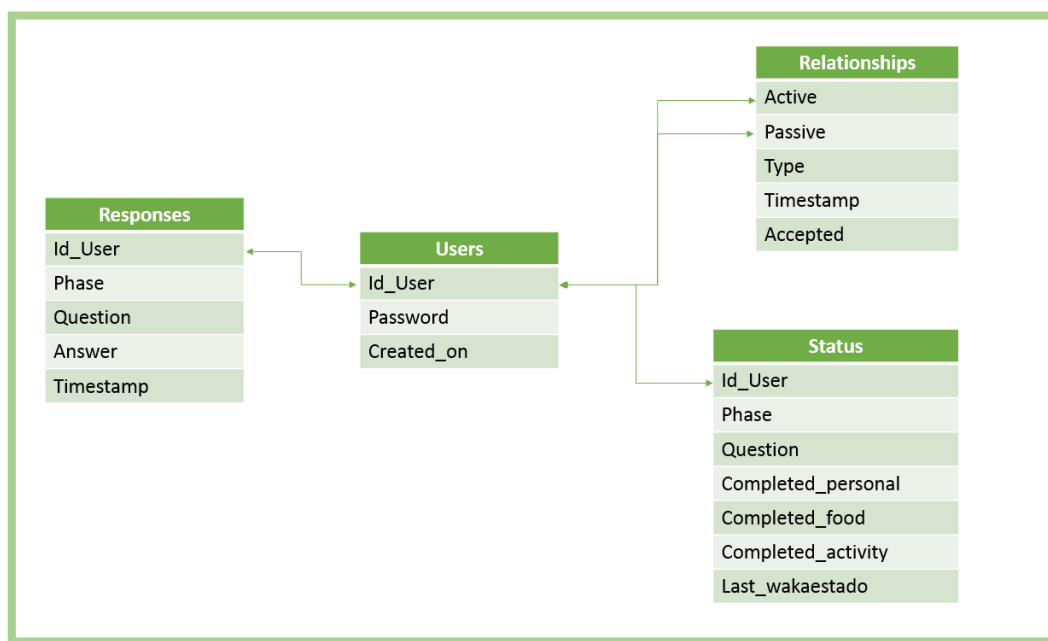 Relationships
Active
Passive
Type
Timestamp
Accepted
Responses
Id_User
Phase
Question
Answer
Timestamp
Users
Id_User
Password
Created_on
Status
Id_User
Phase
Question
Completed_personal
Completed_food
Completed_activity
Last_wakaestado